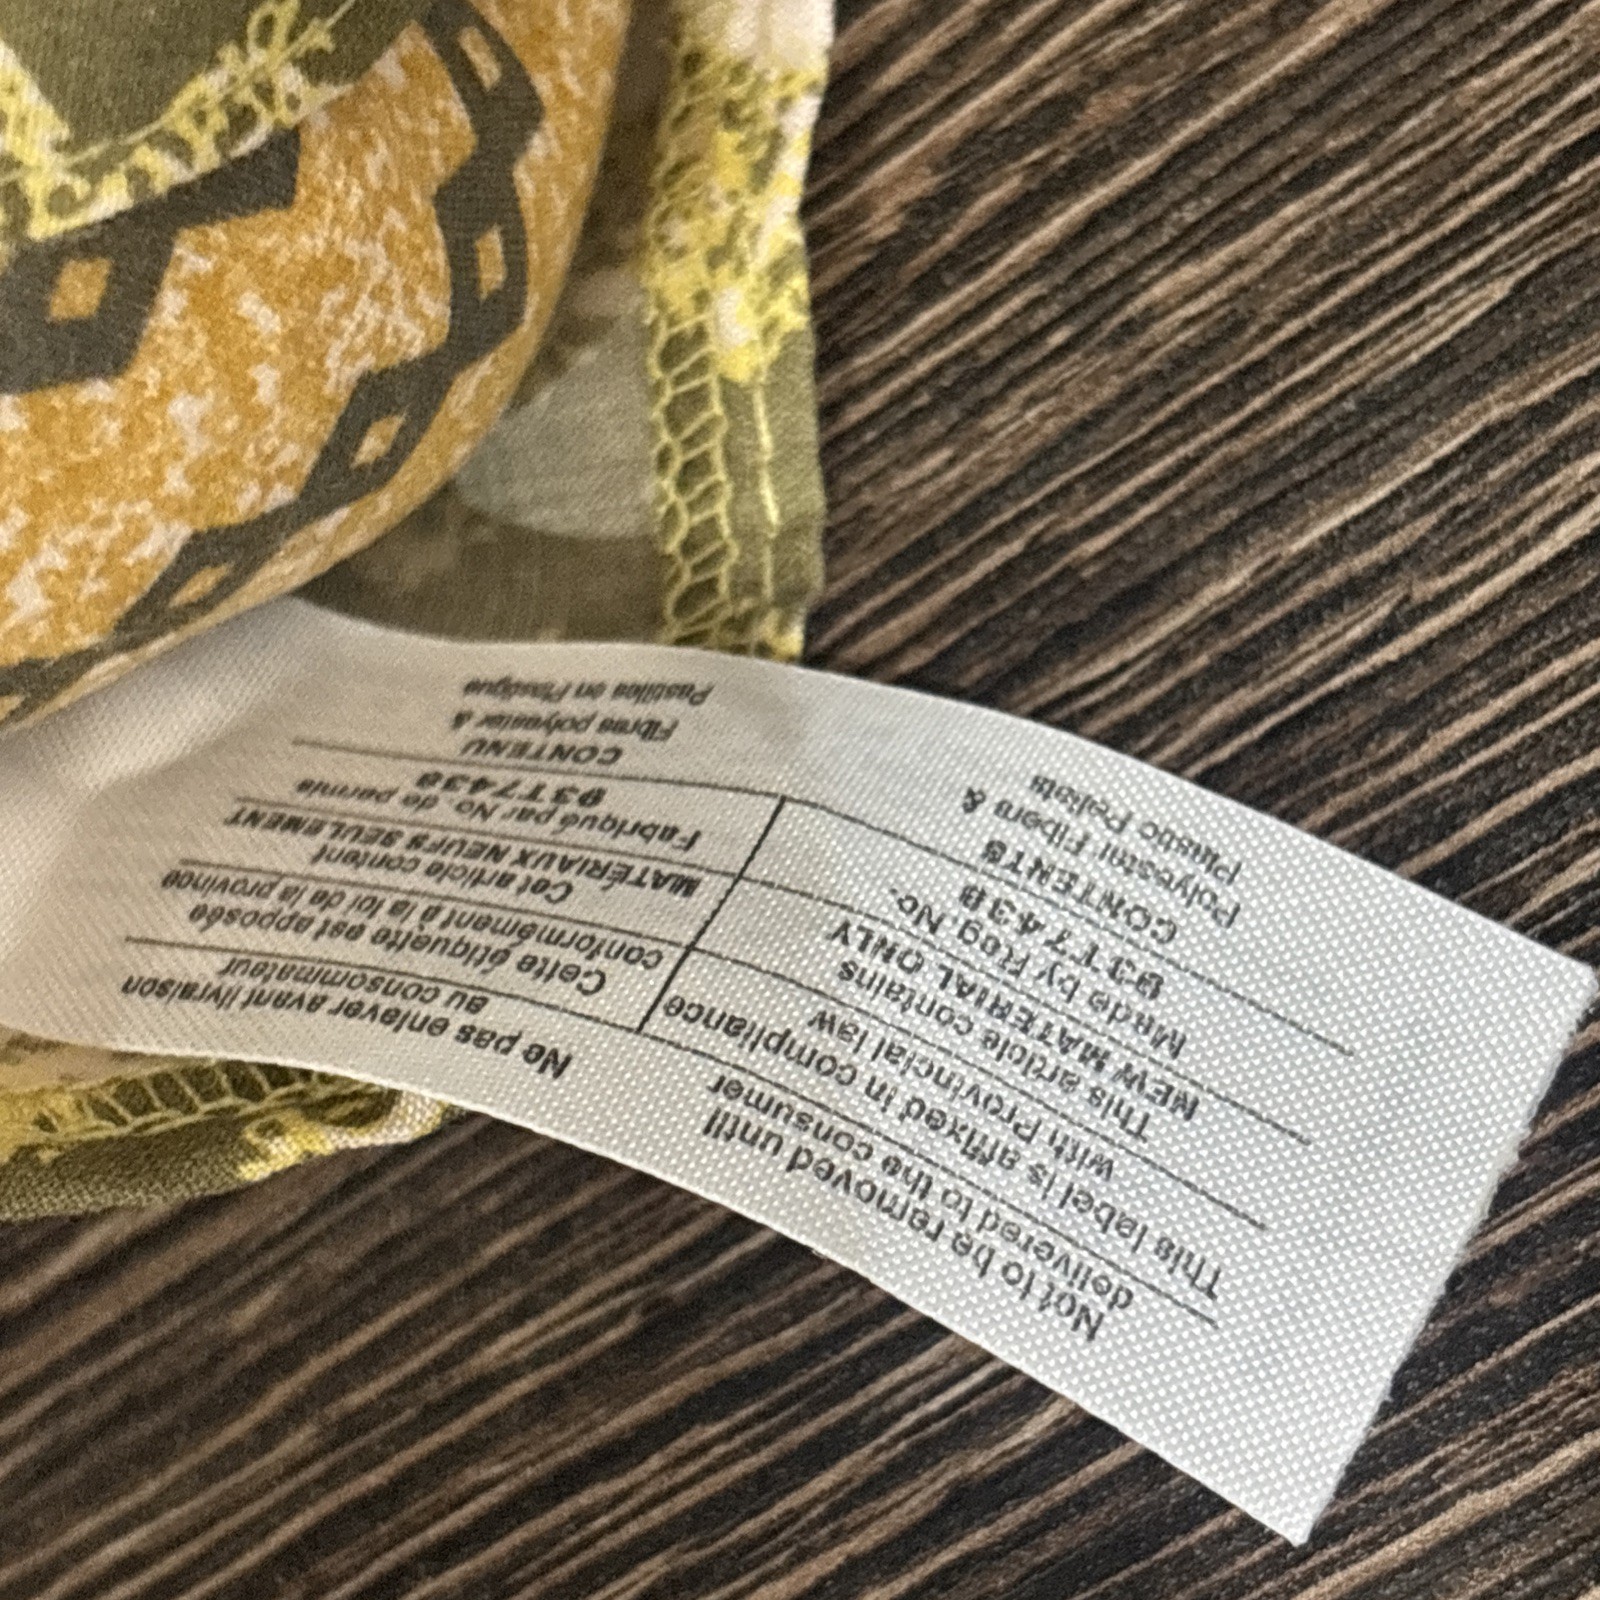 Not to be removed until
delivered to the consumer
This label is affixed in compliance
with Provincial law
This article contains
NEW MATERIAL ONLY
Made by Reg. No.
93T7438
CONTENTS
Polyester Fibers &
Plastic Pellets
Ne pas enlever avant livraison
au consommateur
Cette étiquette est apposée
conformément à la loi de la province
Cet article contient
MATÉRIAUX NEUFS SEULEMENT
Fabriqué par No. de permis
93T7438
CONTENU
Fibres polyester &
Pastilles en Plastique